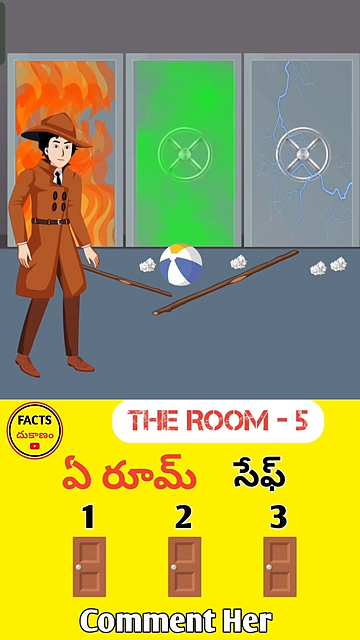 FACTS
దుకాణం
THE ROOM - 5
ఏ రూమ్ సేఫ్
1 2 3
Comment Her